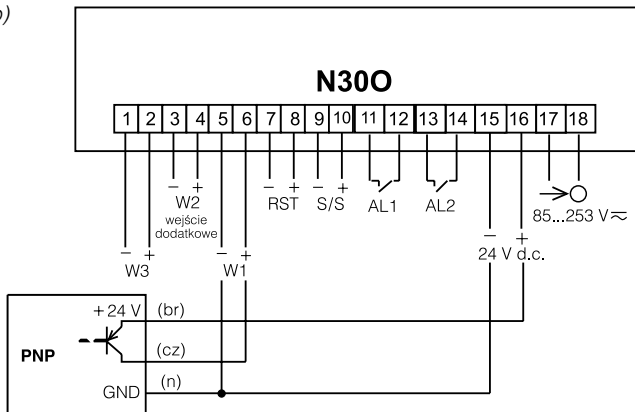 b)
N30O
1 2 3 4 5 6 7 8 9 10 11 12 13 14 15 16 17 18
− + − + − + − + − +
W2 RST S/S AL1 AL2
wejście
dodatkowe
85...253 V
− + − + − +
W3 W1 24 V d.c.
+ 24 V (br)
PNP (cz)
GND (n)